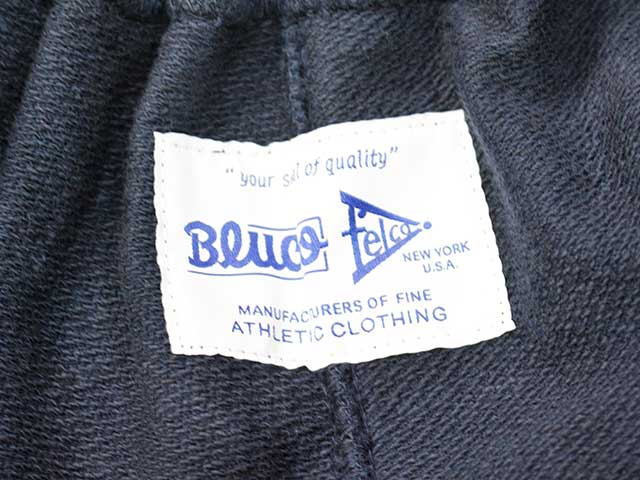 "your seal of quality"
Bluco Felco
NEW YORK
U.S.A.
MANUFACTURERS OF FINE
ATHLETIC CLOTHING